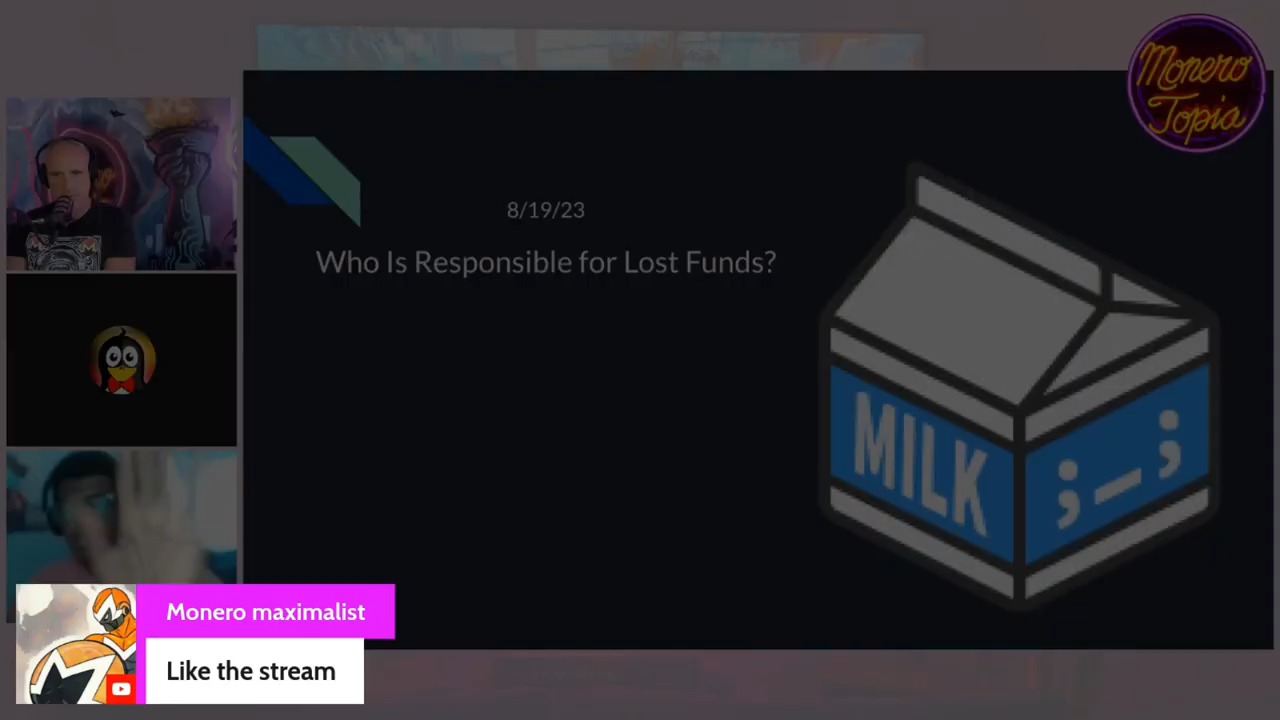 Monero
Topia
8/19/23
Who Is Responsible for Lost Funds?
MILK
;_;
Monero maximalist
Like the stream